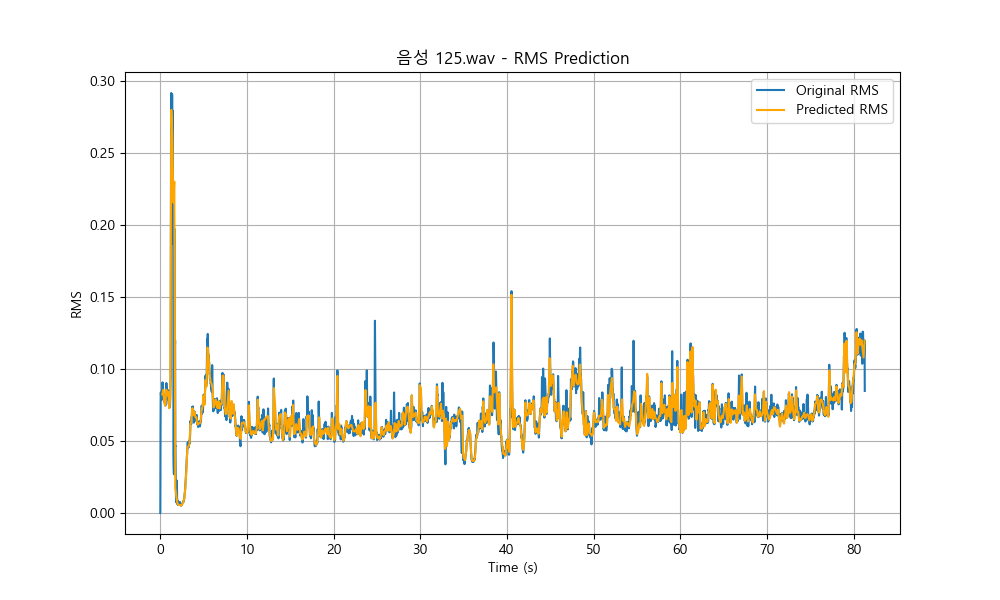 음성 125.wav - RMS Prediction
Original RMS
Predicted RMS
RMS
0.30
0.25
0.20
0.15
0.10
0.05
0.00
0 10 20 30 40 50 60 70 80
Time (s)